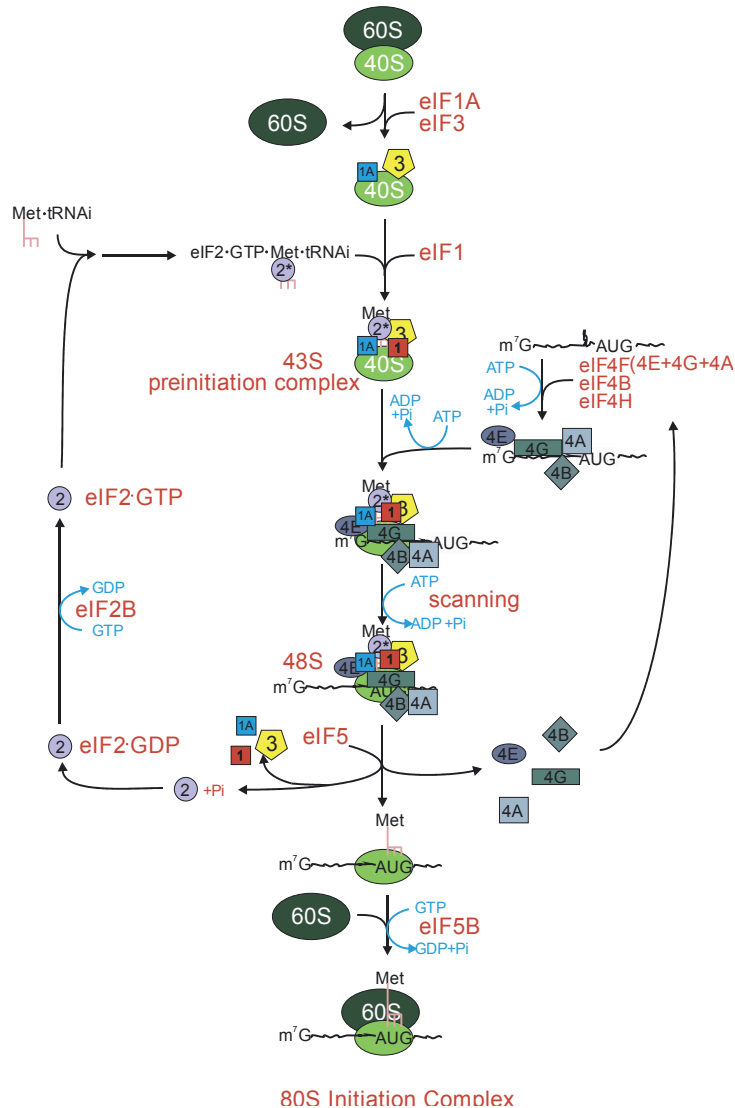 60S
40S
60S
eIF1A
eIF3
1A
3
40S
Met·tRNAi
eIF2·GTP·Met·tRNAi
2*
eIF1
Met
2*
3
1A
1
40S
43S
preinitiation complex
m⁷G
AUG
ATP
ADP
+Pi
eIF4F(4E+4G+4A
eIF4B
eIF4H
ADP
+Pi
ATP
4E
4G
4A
m⁷G
AUG
4B
2
eIF2·GTP
Met
2*
1A
1
3
4E
4G
m⁷G
AUG
4B
4A
GDP
eIF2B
GTP
ATP
scanning
ADP+Pi
Met
48S
2*
1A
1
3
4E
4G
m⁷G
AUG
4B
4A
2
eIF2·GDP
1A
1
3
eIF5
4E
4B
4G
4A
2
+Pi
Met
m⁷G
AUG
60S
GTP
eIF5B
GDP+Pi
Met
60S
m⁷G
AUG
80S Initiation Complex